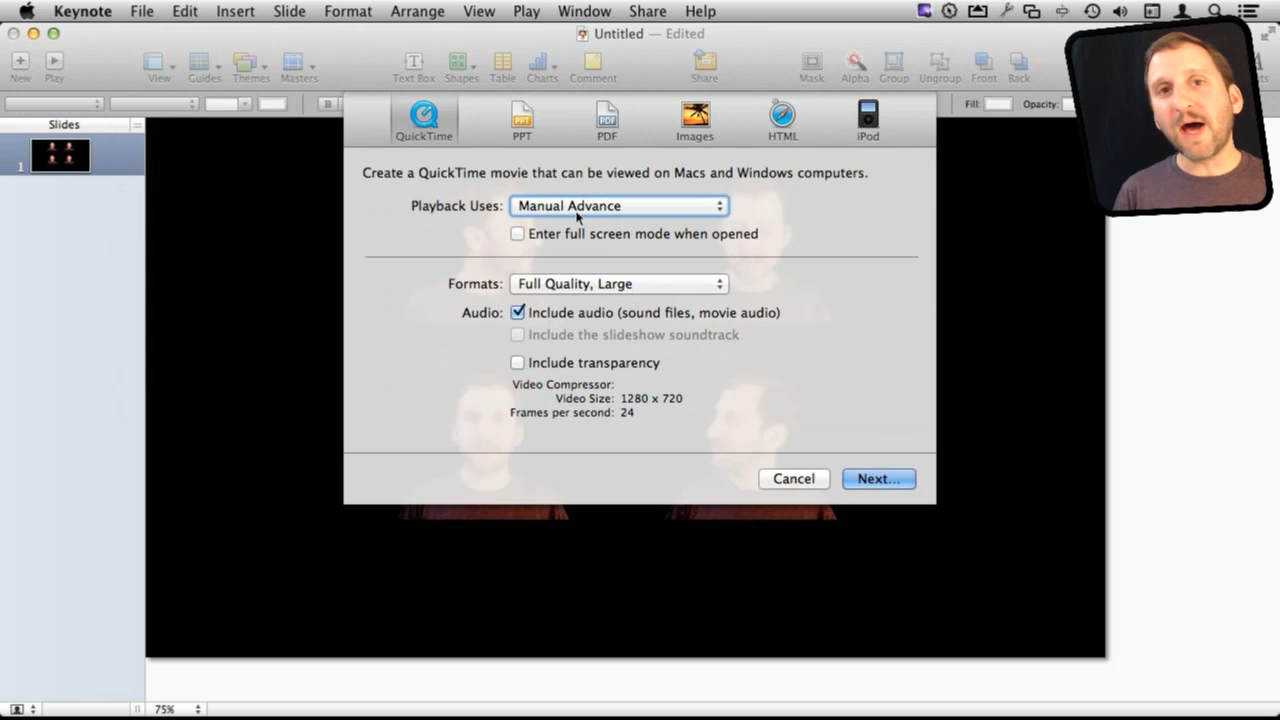 Keynote File Edit Insert Slide Format Arrange View Play Window Share Help
Untitled — Edited
New Play View Guides Themes Masters Text Box Shapes Table Charts Comment Share Mask Alpha Group Ungroup Front Back
B Fill: Opacity:
Slides
1
QuickTime PPT PDF Images HTML iPod
Create a QuickTime movie that can be viewed on Macs and Windows computers.
Playback Uses: Manual Advance
Enter full screen mode when opened
Formats: Full Quality, Large
Audio: Include audio (sound files, movie audio)
Include the slideshow soundtrack
Include transparency
Video Compressor:
Video Size: 1280 x 720
Frames per second: 24
Cancel Next...
75%